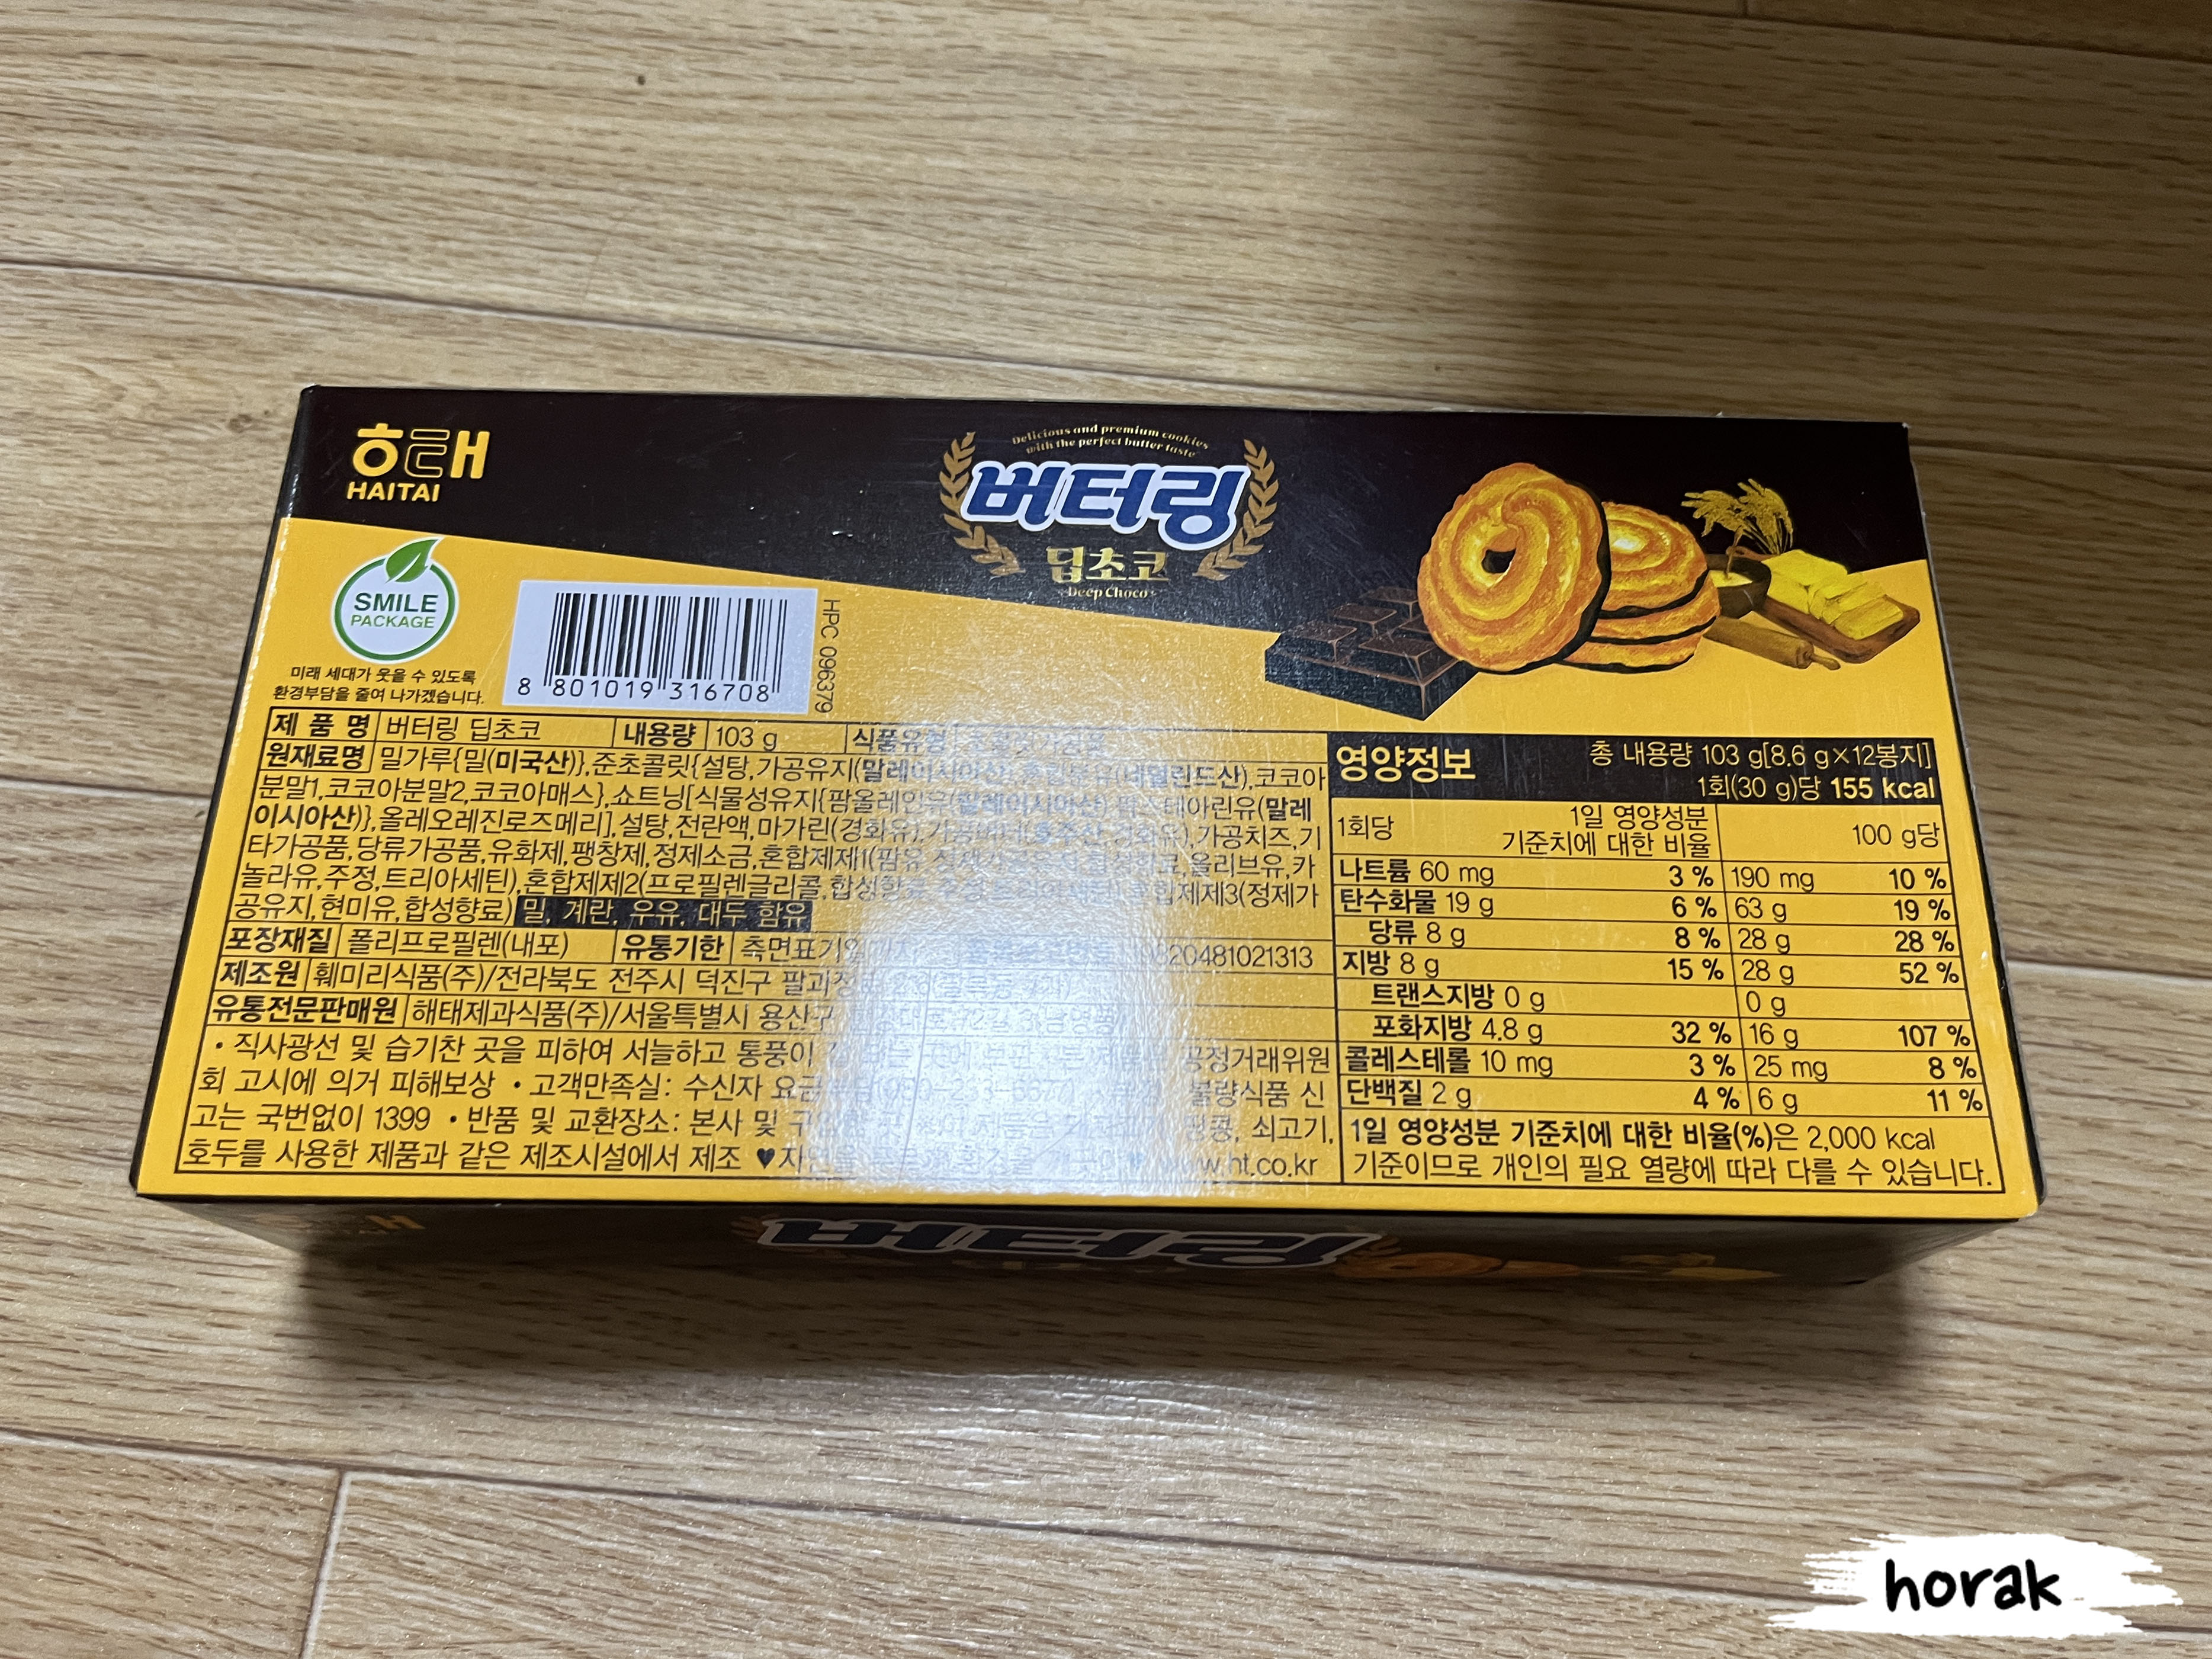 해태
HAITAI
Delicious and premium cookies
with the perfect butter taste
버터링
딥초코
Deep Choco
SMILE
PACKAGE
미래 세대가 웃을 수 있도록
환경부담을 줄여 나가겠습니다.
8 801019 316708
HPC 096379
제 품 명 버터링 딥초코 내용량 103 g 식품유형
원재료명 밀가루{밀(미국산)},준초콜릿{설탕,가공유지(말레이시아산),(네덜란드산),코코아
분말1,코코아분말2,코코아매스},쇼트닝[식물성유지{팜올레인유(말레이시아산),팜스테아린유(말레
이시아산)},올레오레진로즈메리],설탕,전란액,마가린(경화유),가공버터(호주산,경화유),가공치즈,기
타가공품,당류가공품,유화제,팽창제,정제소금,혼합제제1(팜유,올리브유,카
놀라유,주정,트리아세틴),혼합제제2(프로필렌글리콜,합성향료,혼합제제3(정제가
공유지,현미유,합성향료) 밀, 계란, 우유, 대두 함유
포장재질 폴리프로필렌(내포) 유통기한 측면표기일 20481021313
제조원 훼미리식품(주)/전라북도 전주시 덕진구
유통전문판매원 해태제과식품(주)/서울특별시 용산구
• 직사광선 및 습기찬 곳을 피하여 서늘하고 통풍이 공정거래위원
회 고시에 의거 피해보상 • 고객만족실: 수신자 요금 불량식품 신
고는 국번없이 1399 • 반품 및 교환장소: 본사 및 쇠고기,
호두를 사용한 제품과 같은 제조시설에서 제조 ♥ www.ht.co.kr
영양정보 총 내용량 103 g[8.6 g×12봉지]
1회(30 g)당 155 kcal
1회당 1일 영양성분 기준치에 대한 비율 100 g당
나트륨 60 mg 3 % 190 mg 10 %
탄수화물 19 g 6 % 63 g 19 %
당류 8 g 8 % 28 g 28 %
지방 8 g 15 % 28 g 52 %
트랜스지방 0 g 0 g
포화지방 4.8 g 32 % 16 g 107 %
콜레스테롤 10 mg 3 % 25 mg 8 %
단백질 2 g 4 % 6 g 11 %
1일 영양성분 기준치에 대한 비율(%)은 2,000 kcal
기준이므로 개인의 필요 열량에 따라 다를 수 있습니다.
버터링
horak